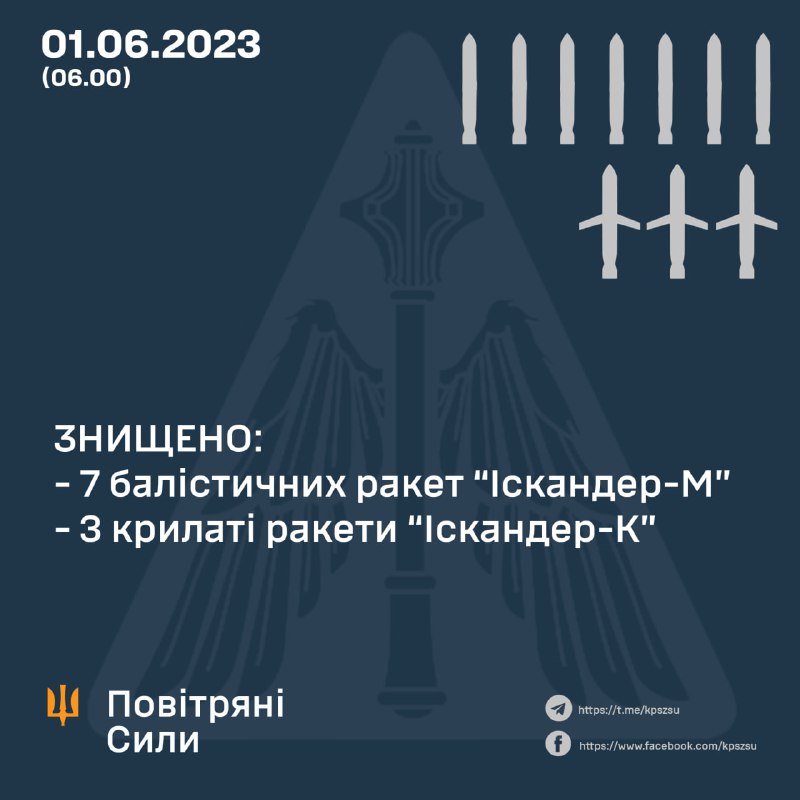 01.06.2023
(06.00)
ЗНИЩЕНО:
- 7 балістичних ракет “Іскандер-М”
- 3 крилаті ракети “Іскандер-К”
Повітряні
Сили
https://t.me/kpszsu
https://www.facebook.com/kpszsu